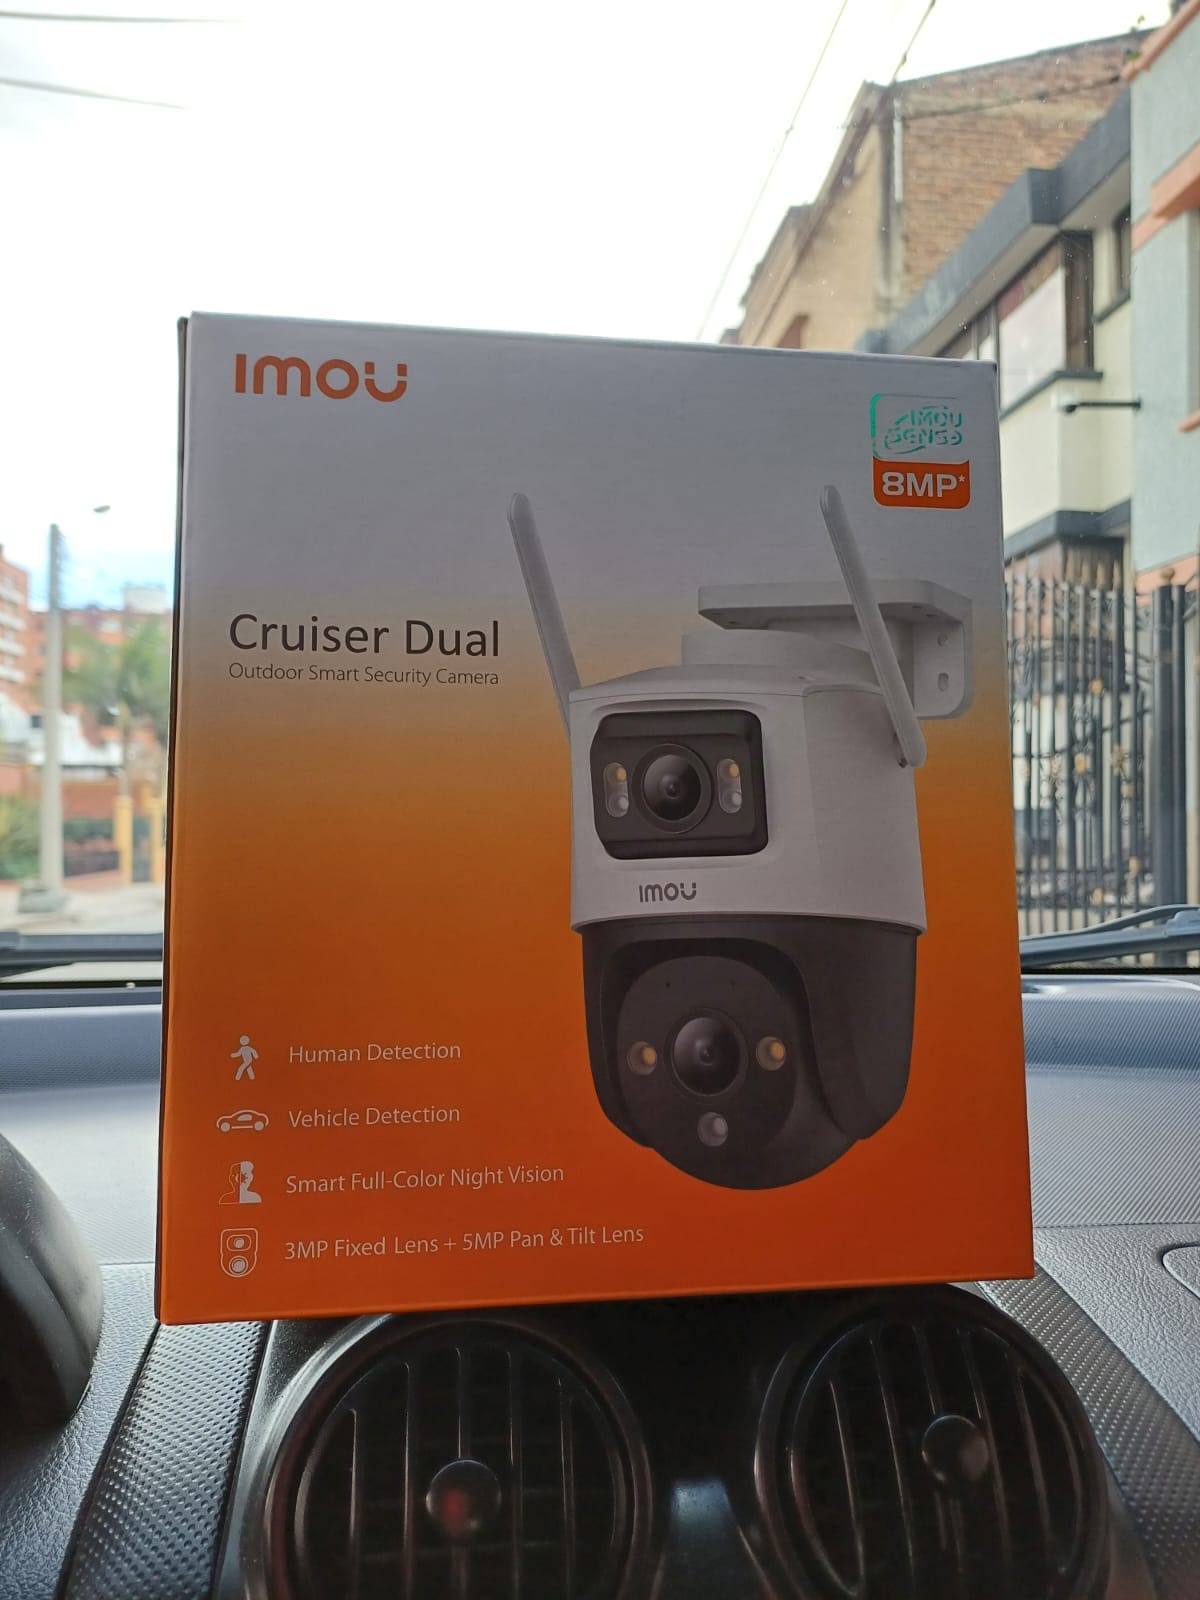 imou
IMOU
SENSE
8MP*
Cruiser Dual
Outdoor Smart Security Camera
imou
Human Detection
Vehicle Detection
Smart Full-Color Night Vision
3MP Fixed Lens + 5MP Pan & Tilt Lens